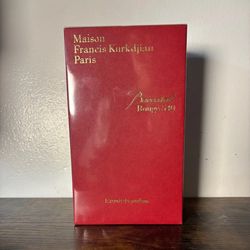 Maison
Francis Kurkdjian
Paris
Baccarat
Rouge 540
Extrait de parfum